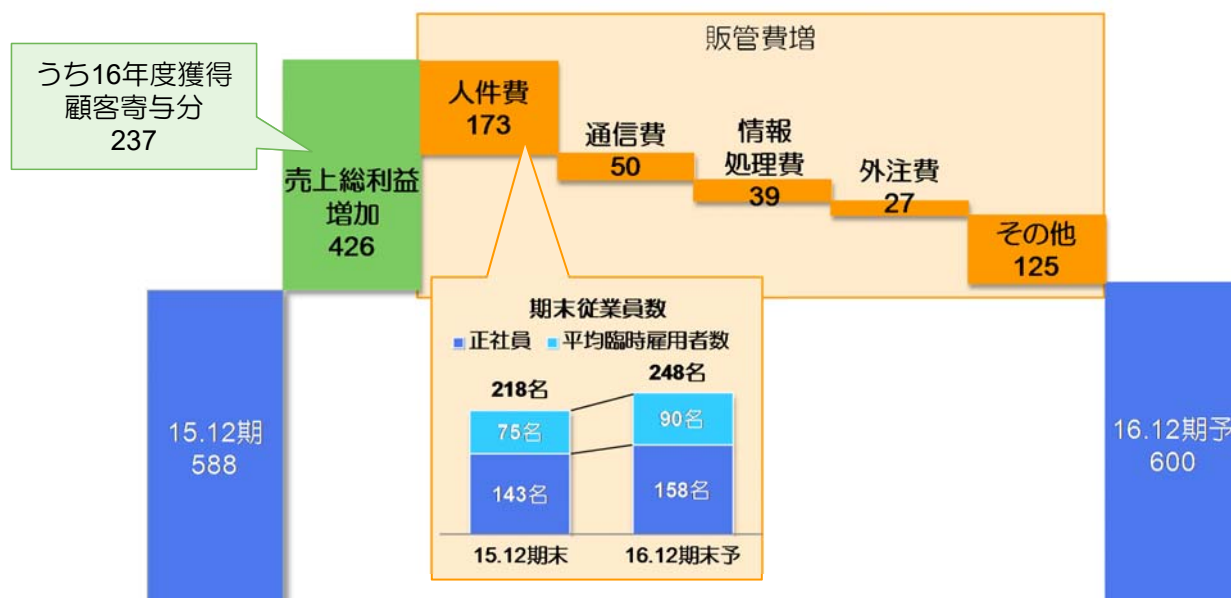 販管費増
うち16年度獲得
顧客寄与分
237
売上総利益
増加
426
人件費
173
通信費
50
情報
処理費
39
外注費
27
その他
125
期末従業員数
正社員 平均臨時雇用者数
218名
248名
75名
90名
143名
158名
15.12期末
16.12期末予
15.12期
588
16.12期予
600